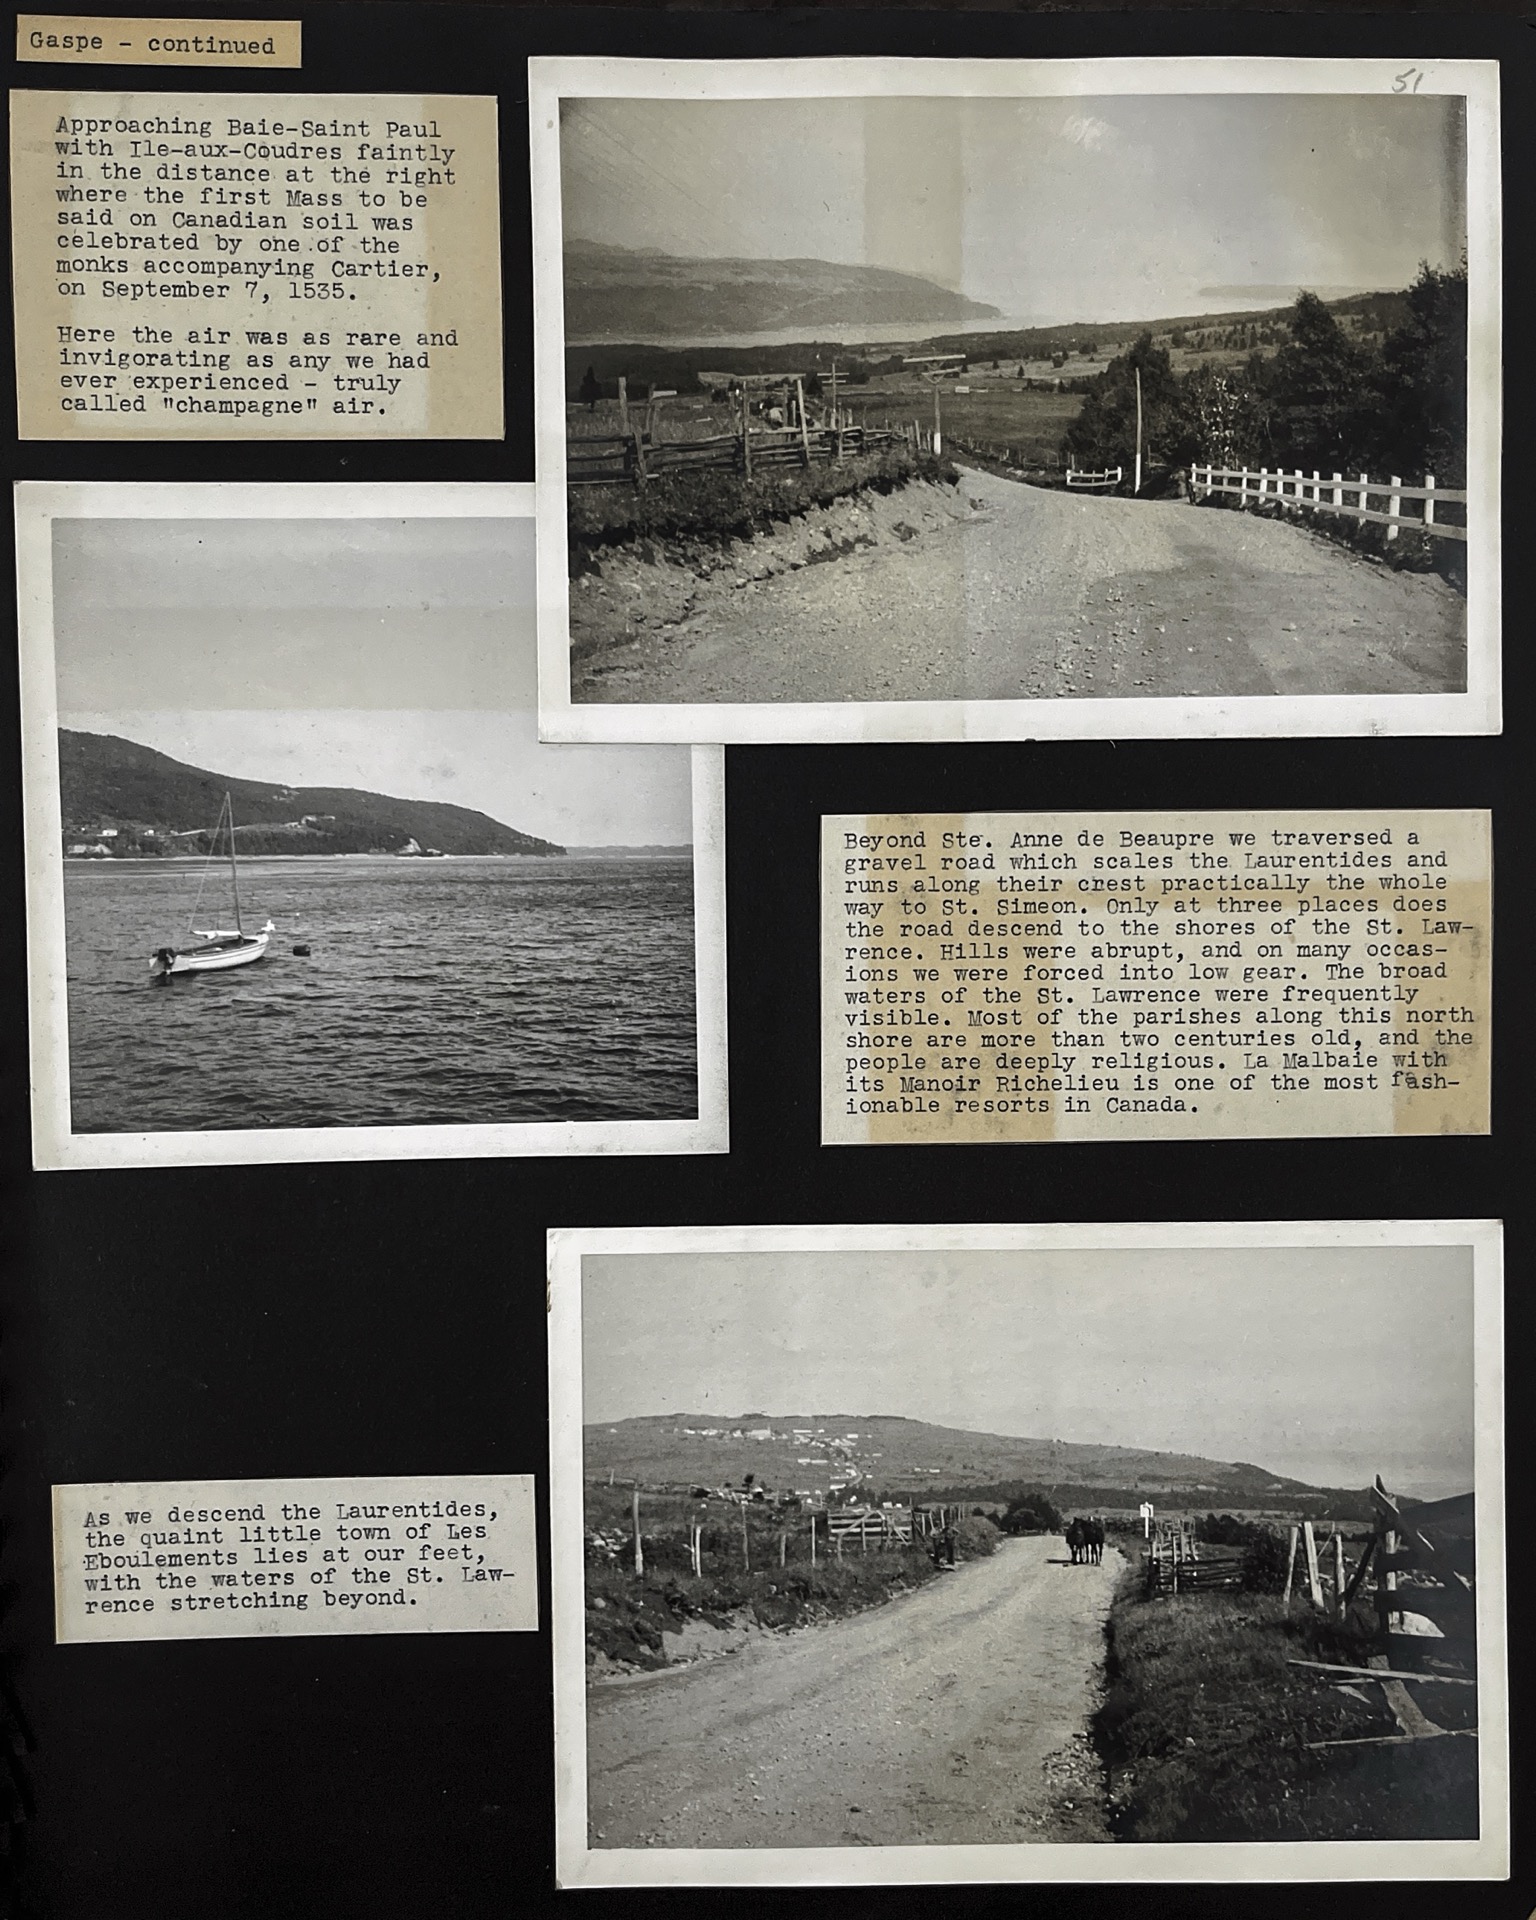 Gaspe - continued
Approaching Baie-Saint Paul
with Ile-aux-Coudres faintly
in the distance at the right
where the first Mass to be
said on Canadian soil was
celebrated by one of the
monks accompanying Cartier,
on September 7, 1535.
Here the air was as rare and
invigorating as any we had
ever experienced - truly
called "champagne" air.
51
Beyond Ste. Anne de Beaupre we traversed a
gravel road which scales the Laurentides and
runs along their crest practically the whole
way to St. Simeon. Only at three places does
the road descend to the shores of the St. Law-
rence. Hills were abrupt, and on many occas-
ions we were forced into low gear. The broad
waters of the St. Lawrence were frequently
visible. Most of the parishes along this north
shore are more than two centuries old, and the
people are deeply religious. La Malbaie with
its Manoir Richelieu is one of the most fash-
ionable resorts in Canada.
As we descend the Laurentides,
the quaint little town of Les
Eboulements lies at our feet,
with the waters of the St. Law-
rence stretching beyond.